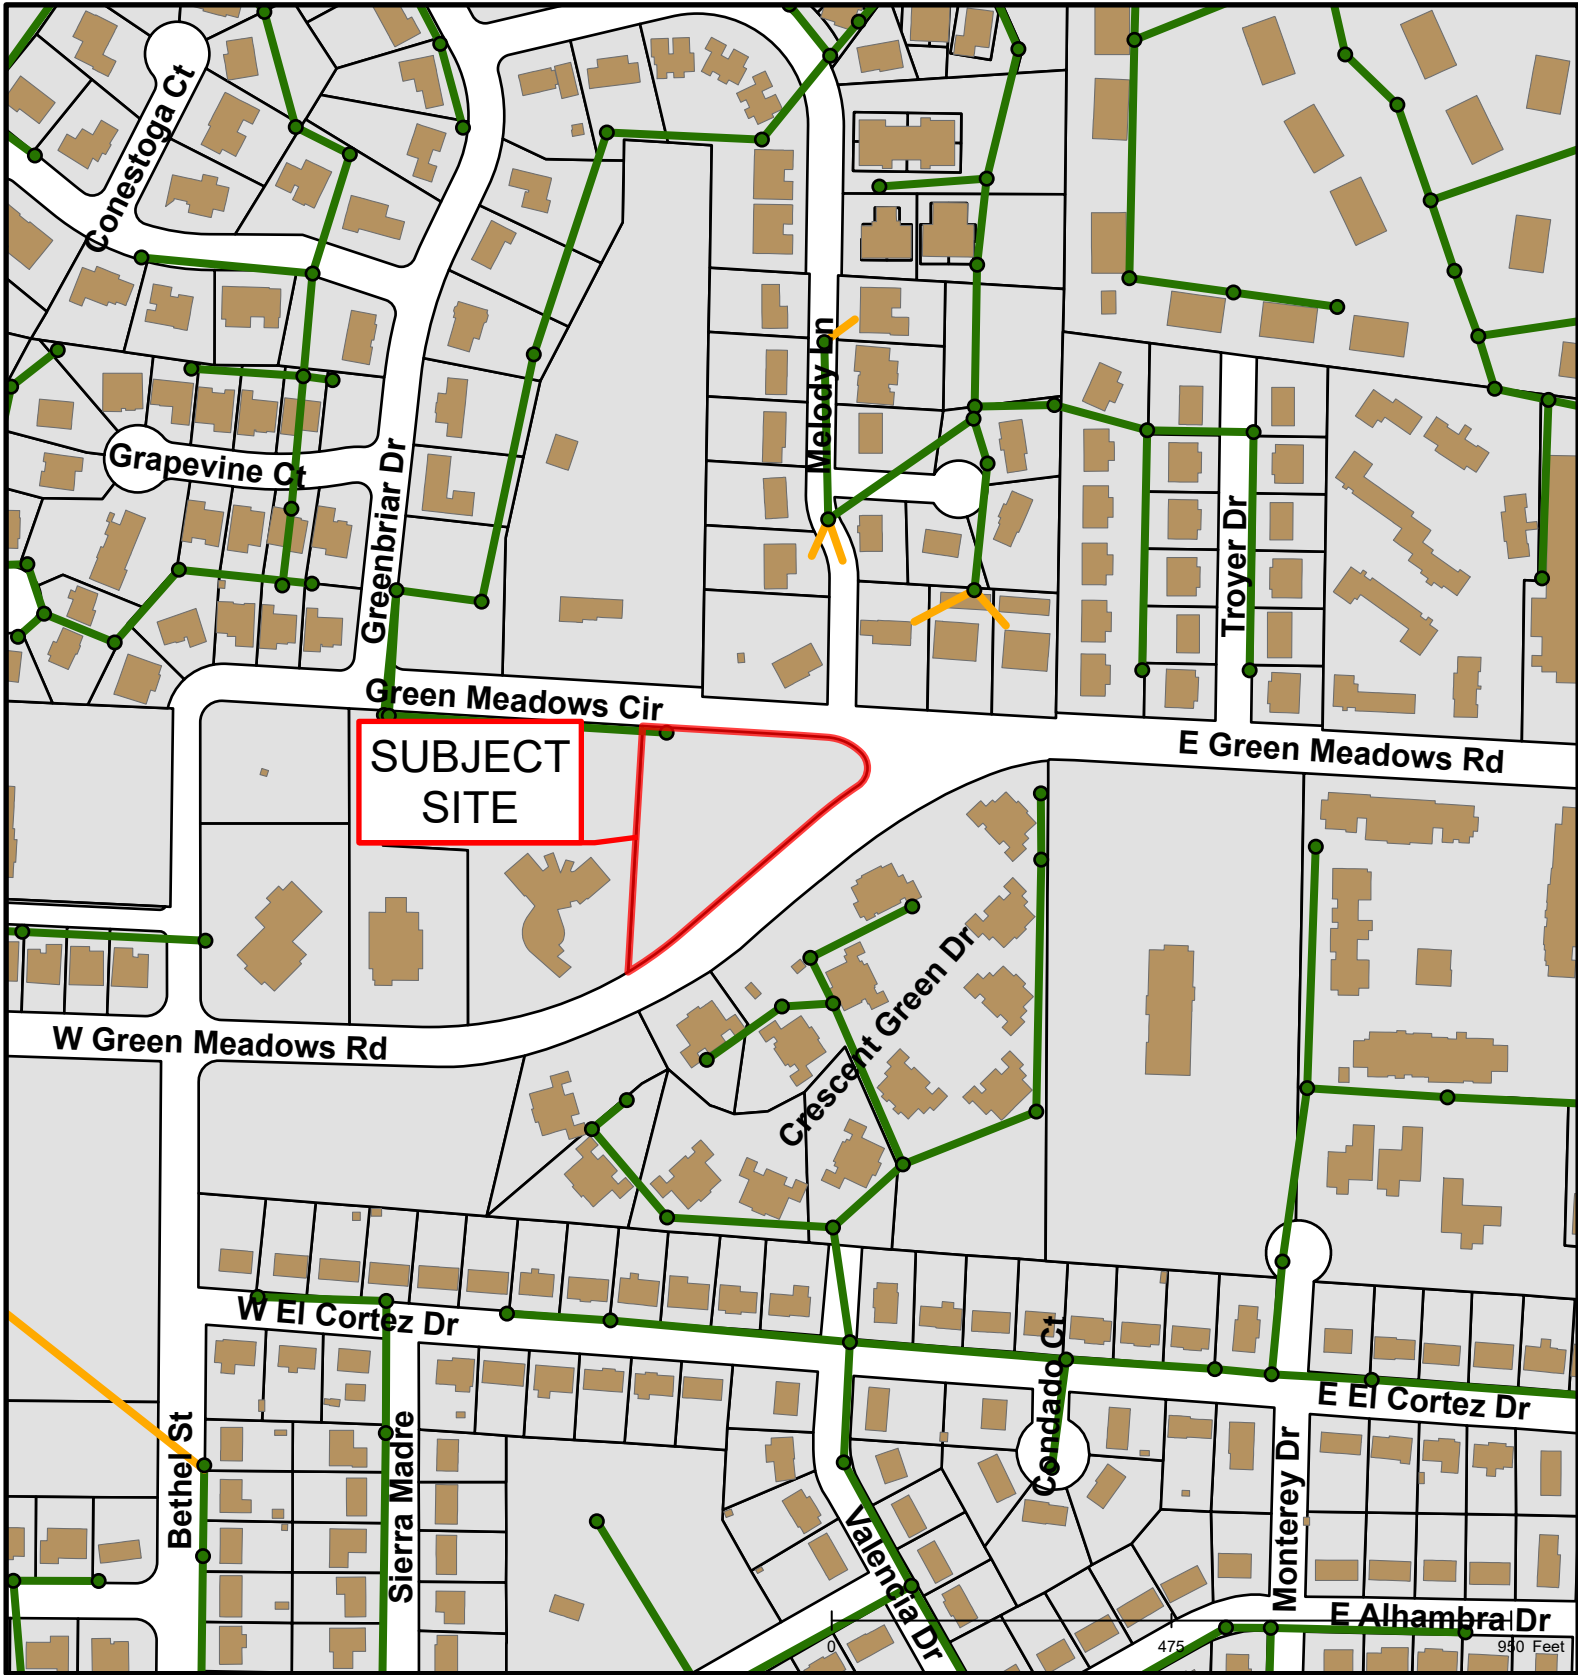 Conestoga Ct
Melody Ln
Grapevine Ct
Greenbriar Dr
Troyer Dr
Green Meadows Cir
E Green Meadows Rd
SUBJECT
SITE
Crescent Green Dr
W Green Meadows Rd
W El Cortez Dr
Condado Ct
E El Cortez Dr
Bethel St
Sierra Madre
Monterey Dr
Valencia Dr
E Alhambra Dr
0 475 950 Feet